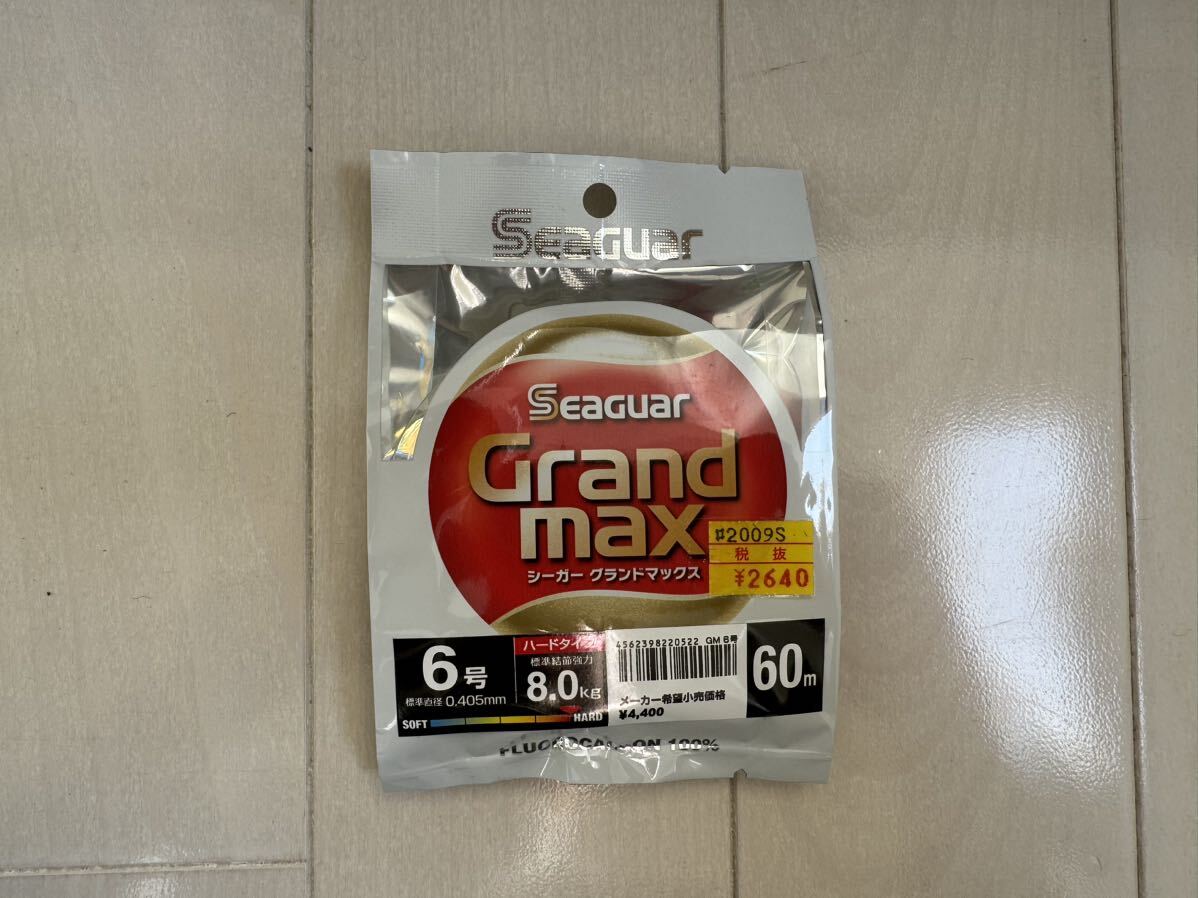 Seaguar
Seaguar
Grand
max
シーガー グランドマックス
#2009S
税 抜
¥2640
6号
標準直径 0.405mm
ハードタイプ
標準結節強力
8.0kg
SOFT HARD
4562398220522 GM 6号
メーカー希望小売価格
¥4,400
60m
FLUOROCARBON 100%